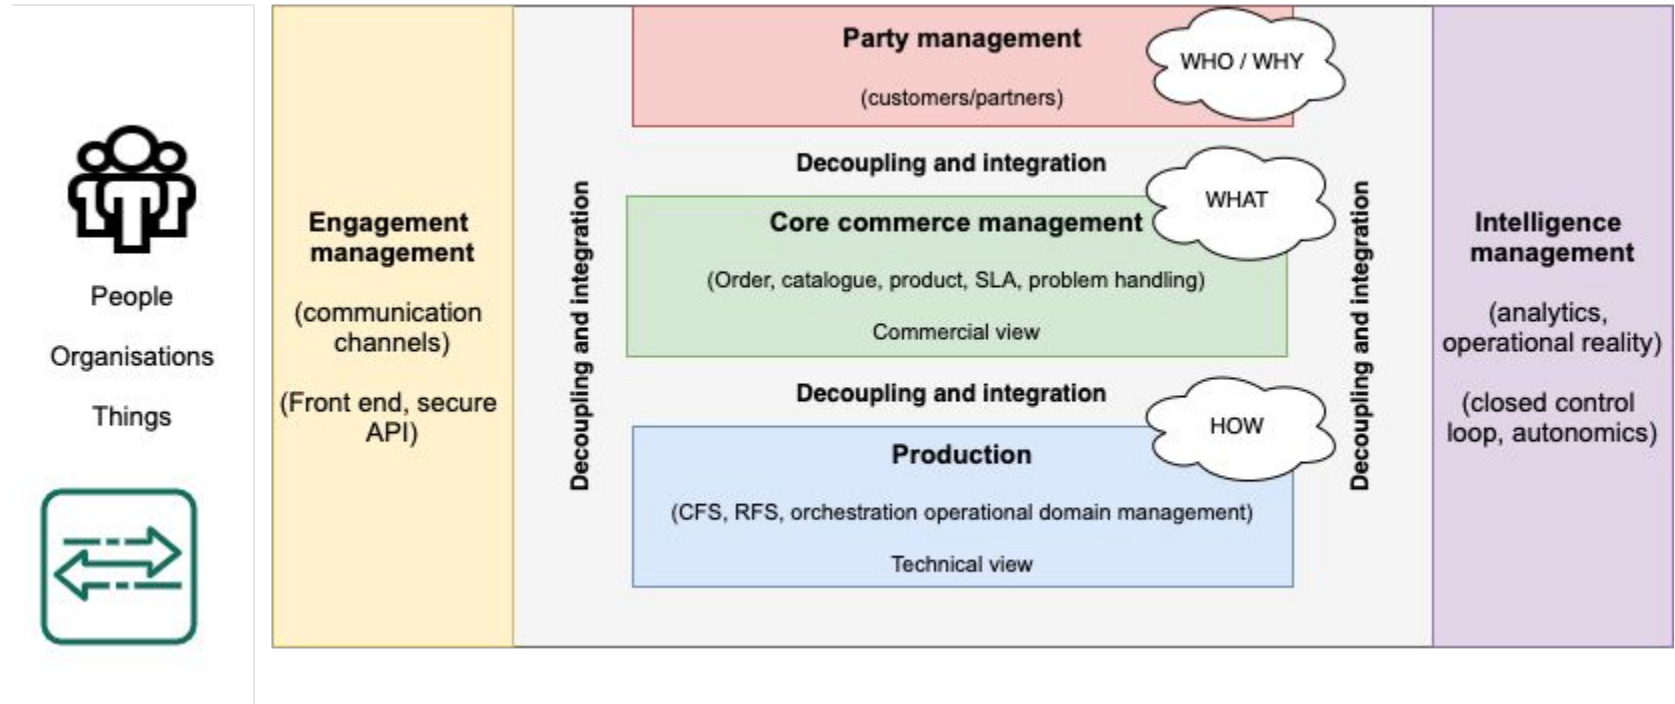 People
Organisations
Things
Engagement
management
(communication
channels)
(Front end, secure
API)
Decoupling and integration
Party management
(customers/partners)
WHO / WHY
Decoupling and integration
Core commerce management
WHAT
(Order, catalogue, product, SLA, problem handling)
Commercial view
Decoupling and integration
Production
HOW
(CFS, RFS, orchestration operational domain management)
Technical view
Decoupling and integration
Intelligence
management
(analytics,
operational reality)
(closed control
loop, autonomics)